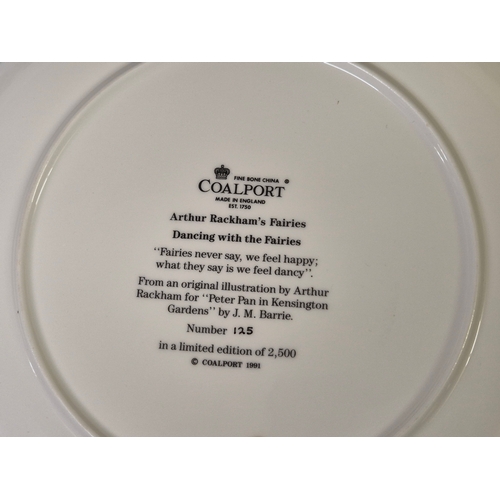 FINE BONE CHINA ®
COALPORT
MADE IN ENGLAND
EST. 1750
Arthur Rackham's Fairies
Dancing with the Fairies
"Fairies never say, we feel happy;
what they say is we feel dancy".
From an original illustration by Arthur
Rackham for "Peter Pan in Kensington
Gardens" by J. M. Barrie.
Number 125
in a limited edition of 2,500
© COALPORT 1991